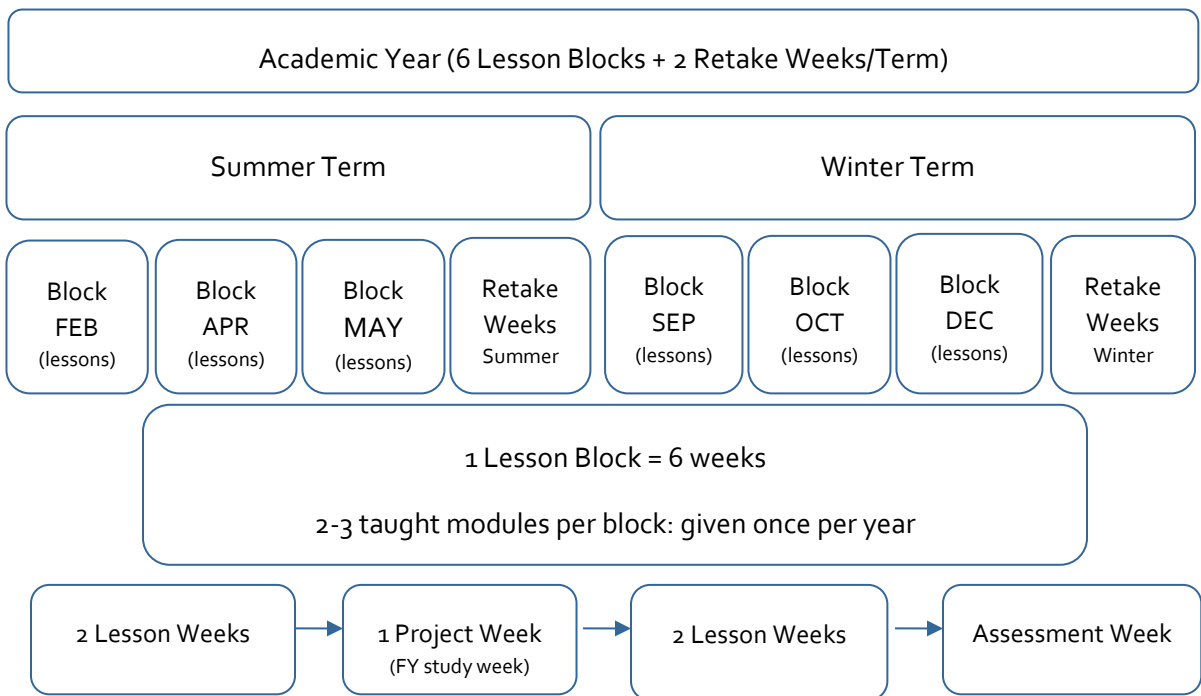 Academic Year (6 Lesson Blocks + 2 Retake Weeks/Term)
Summer Term
Winter Term
Block
FEB
(lessons)
Block
APR
(lessons)
Block
MAY
(lessons)
Retake
Weeks
Summer
Block
SEP
(lessons)
Block
OCT
(lessons)
Block
DEC
(lessons)
Retake
Weeks
Winter
1 Lesson Block = 6 weeks
2-3 taught modules per block: given once per year
2 Lesson Weeks
1 Project Week
(FY study week)
2 Lesson Weeks
Assessment Week